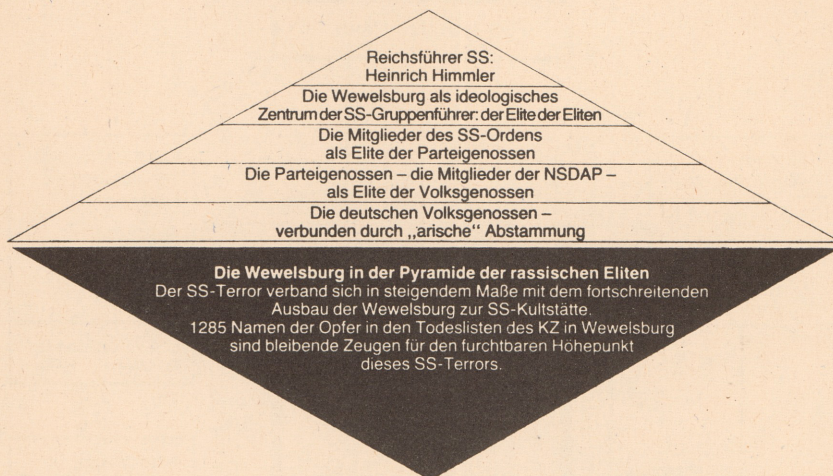 Reichsführer SS:
Heinrich Himmler
Die Wewelsburg als ideologisches
Zentrum der SS-Gruppenführer: der Elite der Eliten
Die Mitglieder des SS-Ordens
als Elite der Parteigenossen
Die Parteigenossen – die Mitglieder der NSDAP –
als Elite der Volksgenossen
Die deutschen Volksgenossen –
verbunden durch „arische“ Abstammung
Die Wewelsburg in der Pyramide der rassischen Eliten
Der SS-Terror verband sich in steigendem Maße mit dem fortschreitenden
Ausbau der Wewelsburg zur SS-Kultstätte.
1285 Namen der Opfer in den Todeslisten des KZ in Wewelsburg
sind bleibende Zeugen für den furchtbaren Höhepunkt
dieses SS-Terrors.